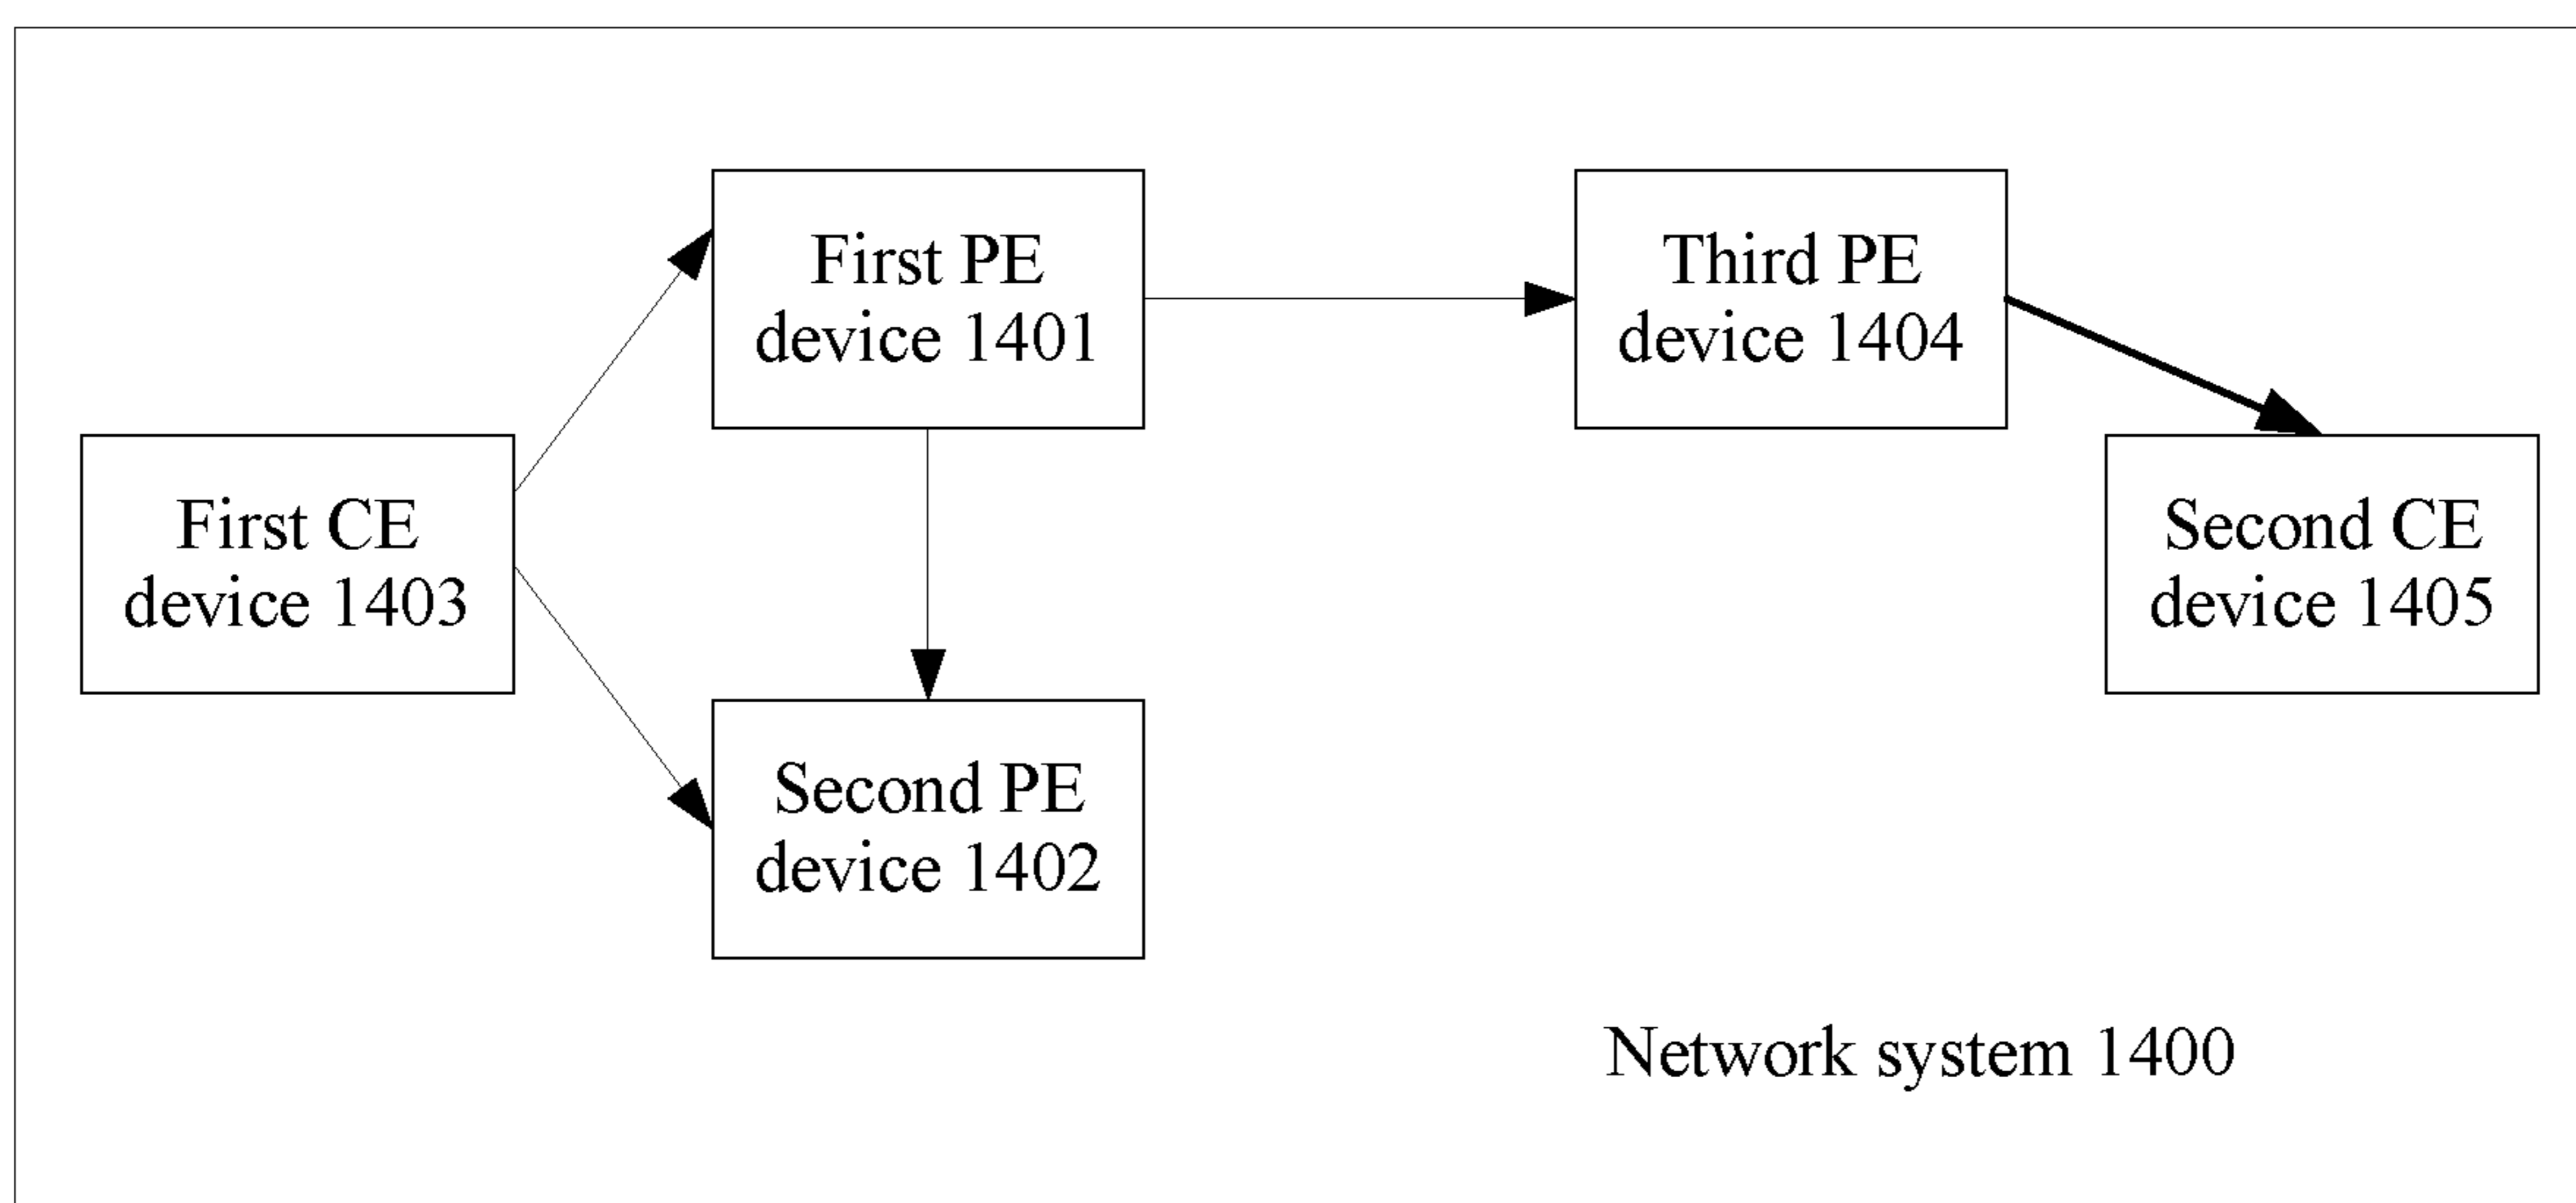 First PE
device 1401
Third PE
device 1404
First CE
device 1403
Second CE
device 1405
Second PE
device 1402
Network system 1400